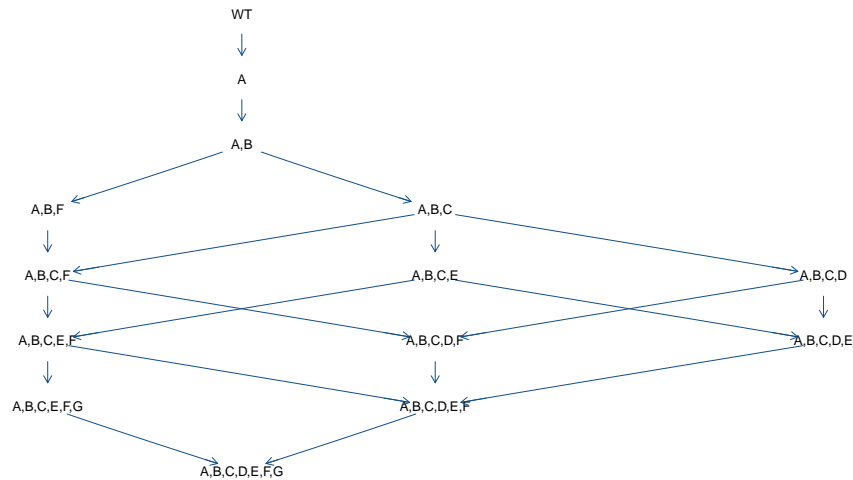 WT
A
A,B
A,B,F
A,B,C
A,B,C,F
A,B,C,E
A,B,C,D
A,B,C,E,F
A,B,C,D,F
A,B,C,D,E
A,B,C,E,F,G
A,B,C,D,E,F
A,B,C,D,E,F,G